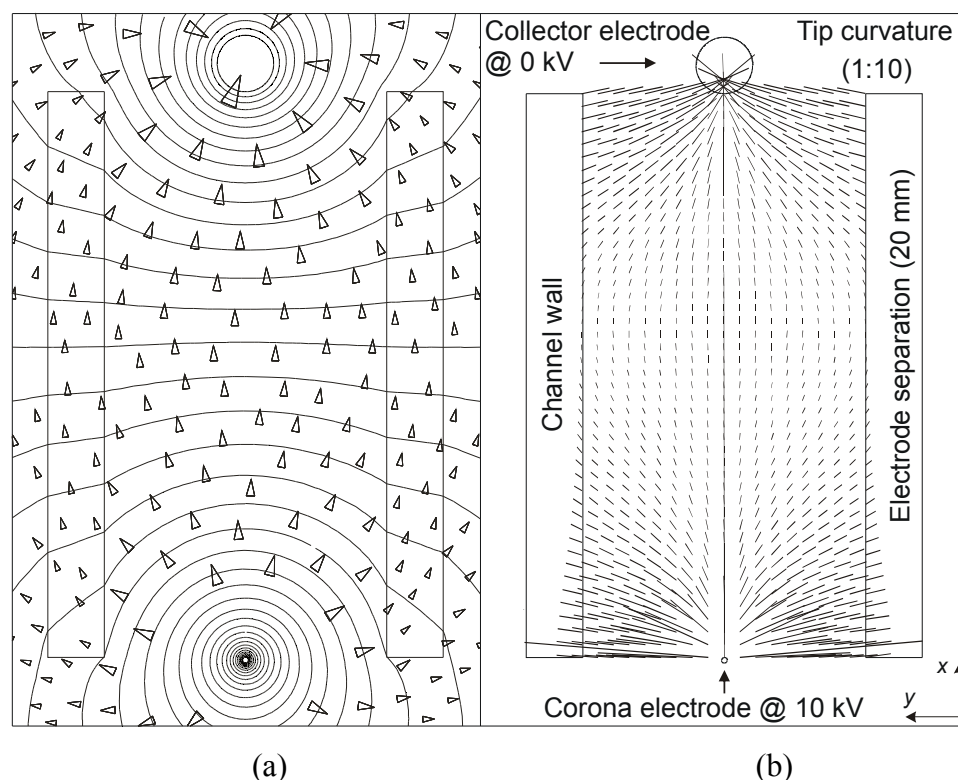 Collector electrode
@ 0 kV
Tip curvature
(1:10)
Channel wall
Electrode separation (20 mm)
x
y
Corona electrode @ 10 kV
(a)
(b)